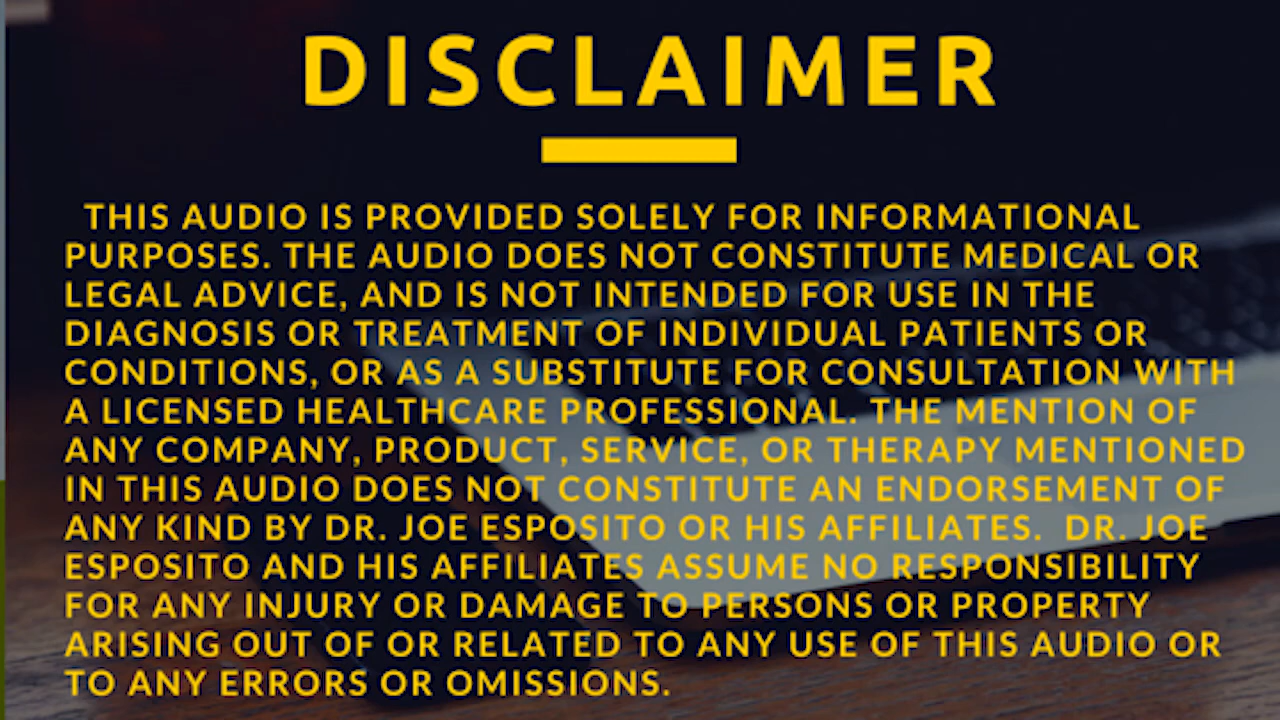 DISCLAIMER
THIS AUDIO IS PROVIDED SOLELY FOR INFORMATIONAL
PURPOSES. THE AUDIO DOES NOT CONSTITUTE MEDICAL OR
LEGAL ADVICE, AND IS NOT INTENDED FOR USE IN THE
DIAGNOSIS OR TREATMENT OF INDIVIDUAL PATIENTS OR
CONDITIONS, OR AS A SUBSTITUTE FOR CONSULTATION WITH
A LICENSED HEALTHCARE PROFESSIONAL. THE MENTION OF
ANY COMPANY, PRODUCT, SERVICE, OR THERAPY MENTIONED
IN THIS AUDIO DOES NOT CONSTITUTE AN ENDORSEMENT OF
ANY KIND BY DR. JOE ESPOSITO OR HIS AFFILIATES. DR. JOE
ESPOSITO AND HIS AFFILIATES ASSUME NO RESPONSIBILITY
FOR ANY INJURY OR DAMAGE TO PERSONS OR PROPERTY
ARISING OUT OF OR RELATED TO ANY USE OF THIS AUDIO OR
TO ANY ERRORS OR OMISSIONS.